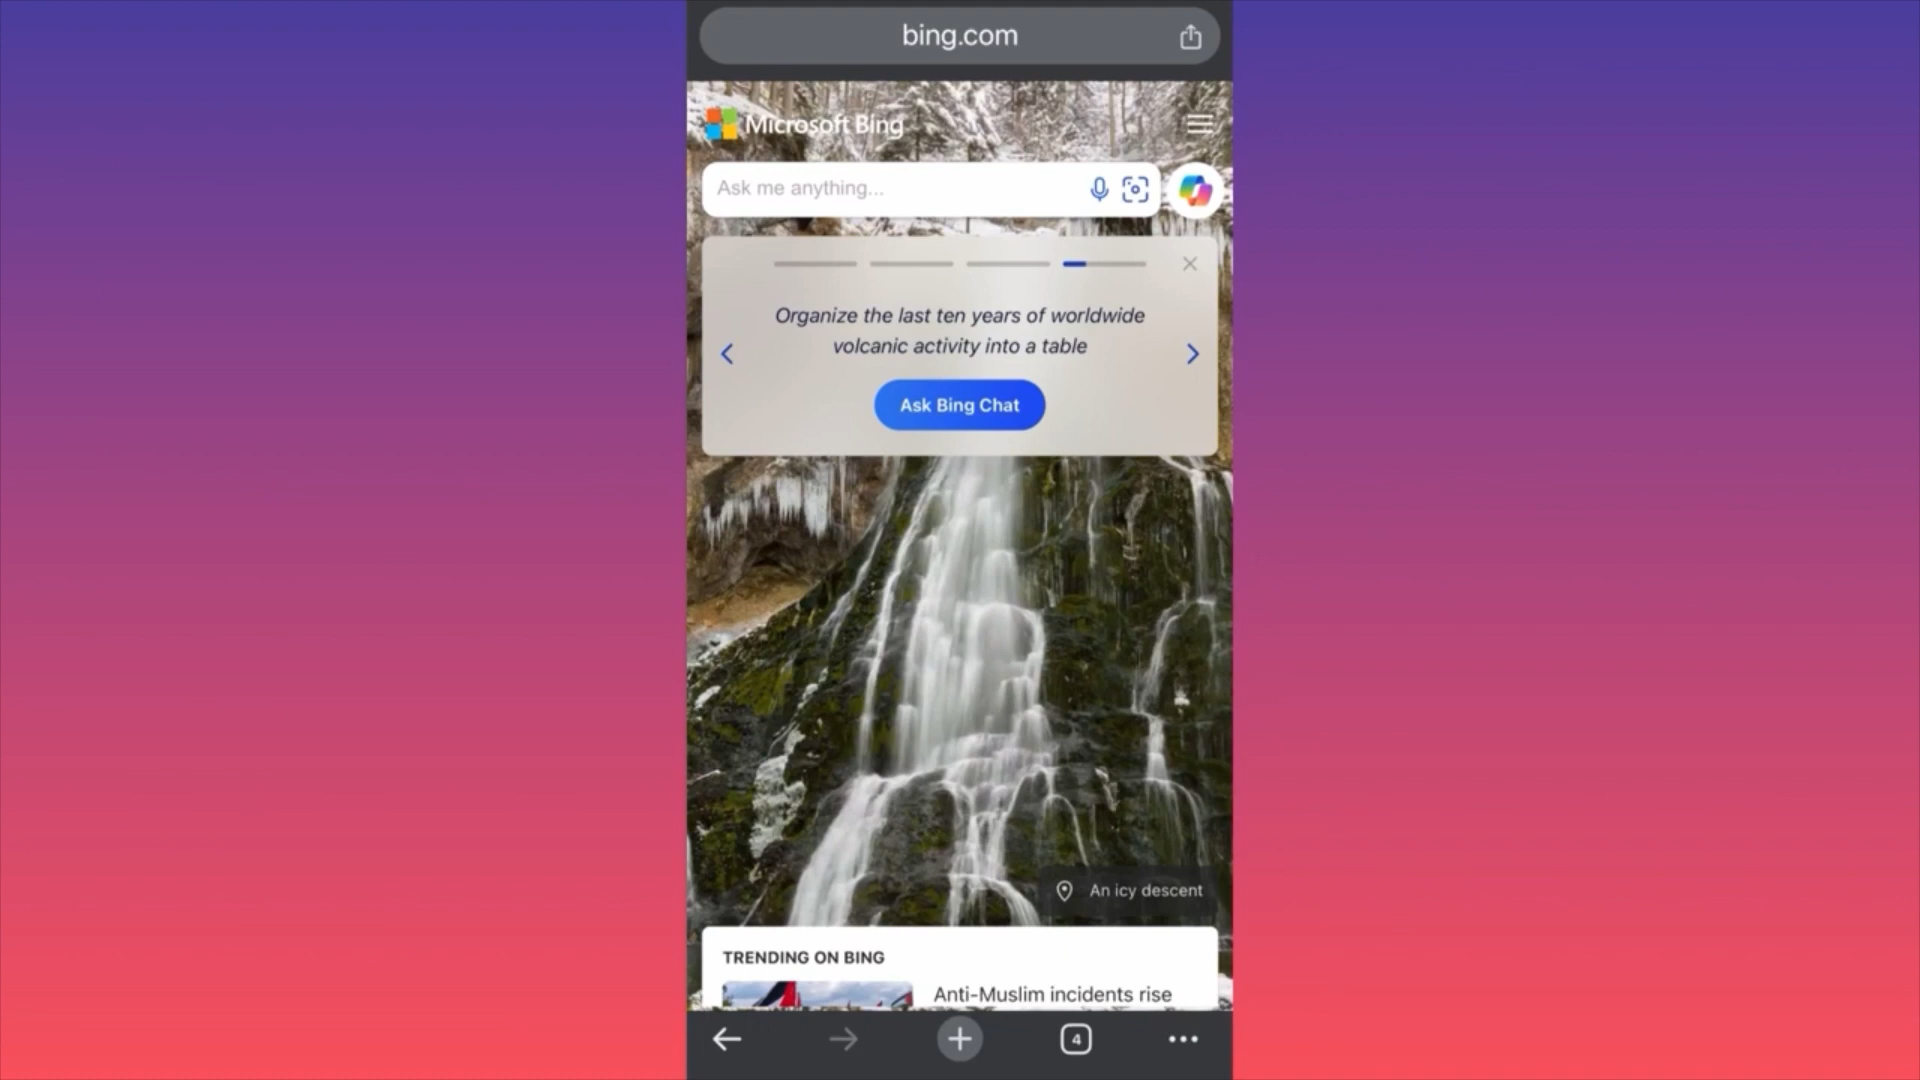 bing.com
Microsoft Bing
Ask me anything...
Organize the last ten years of worldwide
volcanic activity into a table
Ask Bing Chat
An icy descent
TRENDING ON BING
Anti-Muslim incidents rise
4